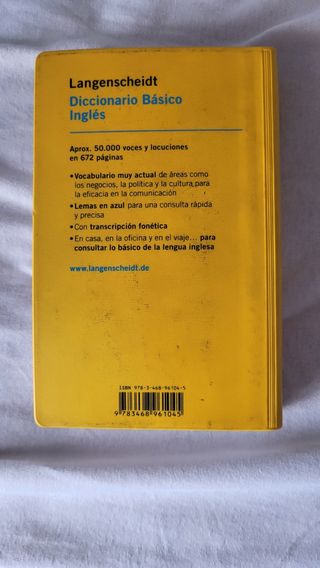 Langenscheidt
Diccionario Básico
Inglés
Aprox. 50.000 voces y locuciones
en 672 páginas
• Vocabulario muy actual de áreas como
los negocios, la política y la cultura para
la eficacia en la comunicación
• Lemas en azul para una consulta rápida
y precisa
• Con transcripción fonética
• En casa, en la oficina y en el viaje... para
consultar lo básico de la lengua inglesa
www.langenscheidt.de
ISBN 978-3-468-96104-5
9 783468 961045